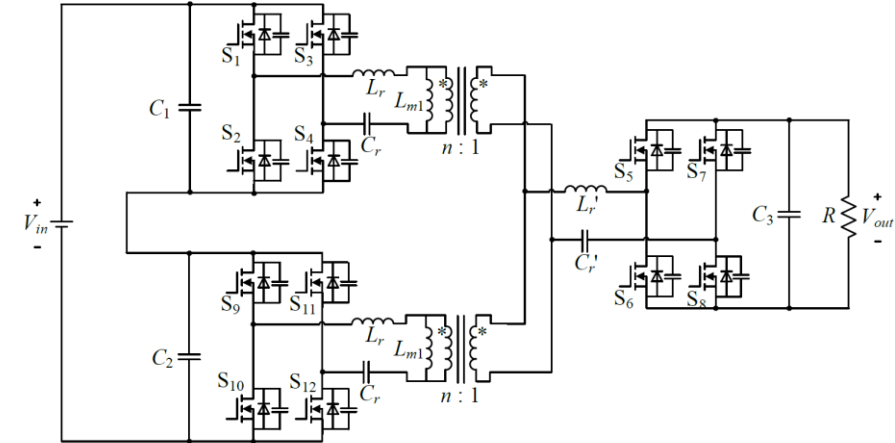 S1 S3
C1
Lr
Lm1
* *
S2 S4
Cr
n : 1
S5 S7
+
Vin
-
Lr'
C3
R
+
Vout
-
Cr'
S9 S11
S6 S8
Lr
Lm1
* *
C2
S10 S12
Cr
n : 1